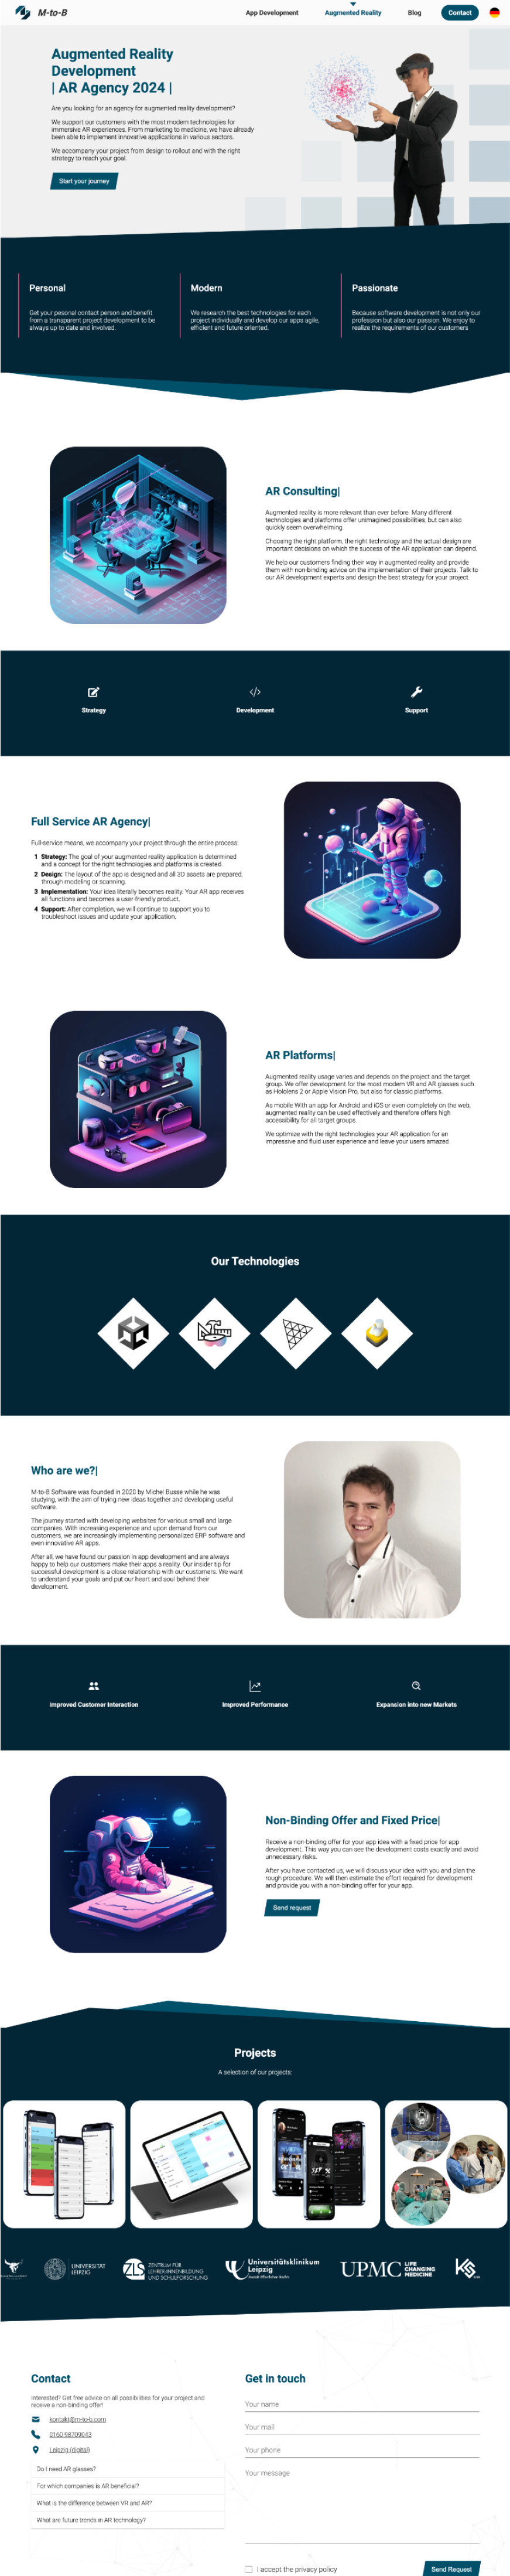 M-to-B
App Development
Augmented Reality
Blog
Contact
Augmented Reality
Development
| AR Agency 2024 |
Are you looking for an agency for augmented reality development?
We support our customers with the most modern technologies for
immersive AR experiences. From marketing to medicine, we have already
been able to implement innovative applications in various sectors.
We accompany your project from design to rollout and with the right
strategy to reach your goal.
Start your journey
Personal
Get your pesonal contact person and benefit
from a transparent project development to be
always up to date and involved.
Modern
We research the best technologies for each
project individually and develop our apps agile,
efficient and future oriented.
Passionate
Because software development is not only our
profession but also our passion. We enjoy to
realize the requirements of our customers
AR Consulting|
Augmented reality is more relevant than ever before. Many different
technologies and platforms offer unimagined possibilities, but can also
quickly seem overwhelming.
Choosing the right platform, the right technology and the actual design are
important decisions on which the success of the AR application can depend.
We help our customers finding their way in augmented reality and provide
them with non-binding advice on the implementation of their projects. Talk to
our AR development experts and design the best strategy for your project.
Strategy
Development
Support
Full Service AR Agency|
Full-service means, we accompany your project through the entire process:
1 Strategy: The goal of your augmented reality application is determined
and a concept for the right technologies and platforms is created.
2 Design: The layout of the app is designed and all 3D assets are prepared.
through modeling or scanning.
3 Implementation: Your idea literally becomes reality. Your AR app receives
all functions and becomes a user-friendly product.
4 Support: After completion, we will continue to support you to
troubleshoot issues and update your application.
AR Platforms|
Augmented reality usage varies and depends on the project and the target
group. We offer development for the most modern VR and AR glasses such
as Hololens 2 or Apple Vision Pro, but also for classic platforms.
As mobile With an app for Android and iOS or even completely on the web,
augmented reality can be used effectively and therefore offers high
accessibility for all target groups.
We optimize with the right technologies your AR application for an
impressive and fluid user experience and leave your users amazed.
Our Technologies
Who are we?|
M-to-B Software was founded in 2020 by Michel Busse while he was
studying, with the aim of trying new ideas together and developing useful
software.
The journey started with developing websites for various small and large
companies. With increasing experience and upon demand from our
customers, we are increasingly implementing personalized ERP software and
even innovative AR apps.
After all, we have found our passion in app development and are always
happy to help our customers make their apps a reality. Our insider tip for
successful development is a close relationship with our customers. We want
to understand your goals and put our heart and soul behind their
development.
Improved Customer Interaction
Improved Performance
Expansion into new Markets
Non-Binding Offer and Fixed Price|
Receive a non-binding offer for your app idea with a fixed price for app
development. This way you can see the development costs exactly and avoid
unnecessary risks.
After you have contacted us, we will discuss your idea with you and plan the
rough procedure. We will then estimate the effort required for development
and provide you with a non-binding offer for your app.
Send request
Projects
A selection of our projects:
UNIVERSITÄT
LEIPZIG
ZLS ZENTRUM FÜR
LEHRER:INNENBILDUNG
UND SCHULFORSCHUNG
Universitätsklinikum
Leipzig
UPMC LIFE
CHANGING
MEDICINE
Contact
Interested? Get free advice on all possibilities for your project and
receive a non-binding offer!
kontakt@m-to-b.com
0160 98709043
Leipzig (digital)
Do I need AR glasses?
For which companies is AR beneficial?
What is the difference between VR and AR?
What are future trends in AR technology?
Get in touch
Your name
Your mail
Your phone
Your message
I accept the privacy policy
Send Request